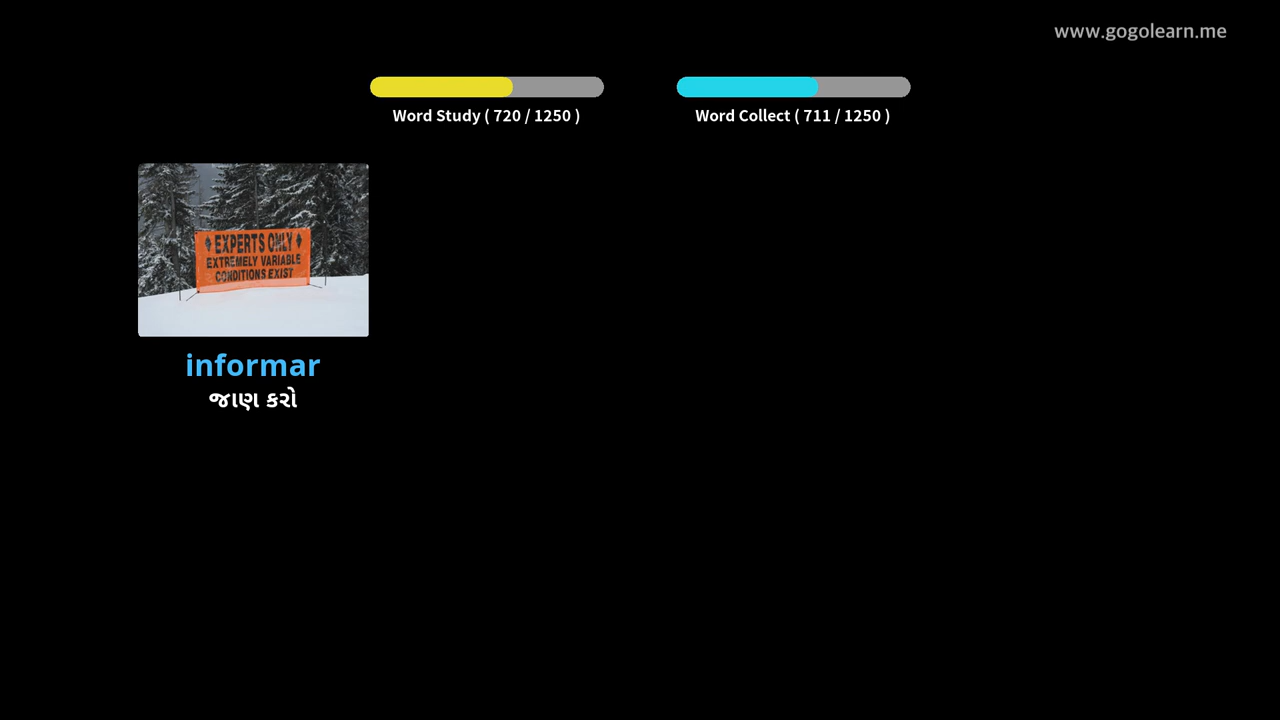 www.gogolearn.me
Word Study ( 720 / 1250 )
Word Collect ( 711 / 1250 )
EXPERTS ONLY
EXTREMELY VARIABLE
CONDITIONS EXIST
informar
જાણ કરો